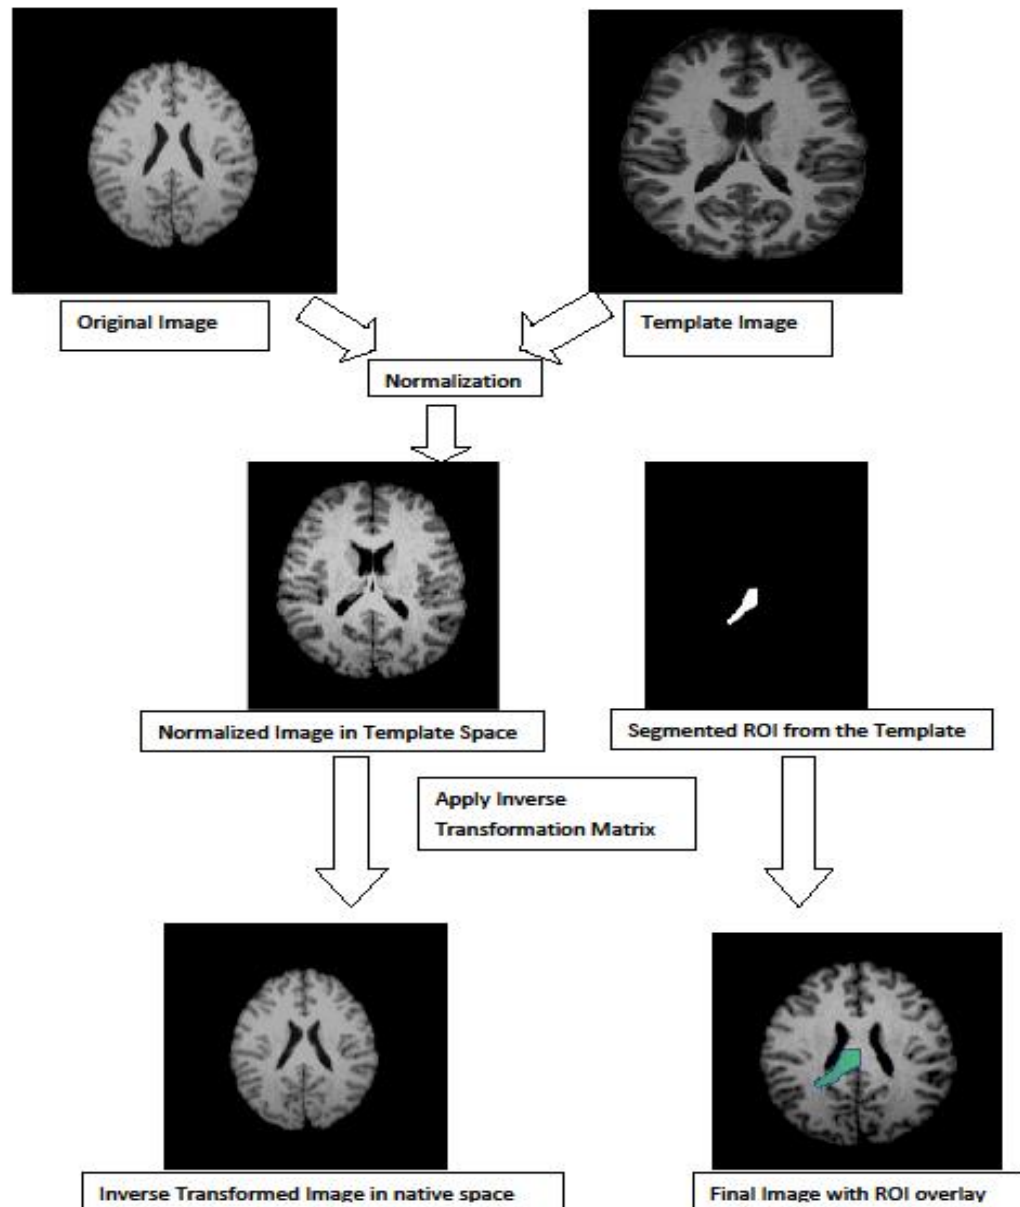 Original Image
Template Image
Normalization
Normalized Image in Template Space
Segmented ROI from the Template
Apply Inverse
Transformation Matrix
Inverse Transformed Image in native space
Final Image with ROI overlay